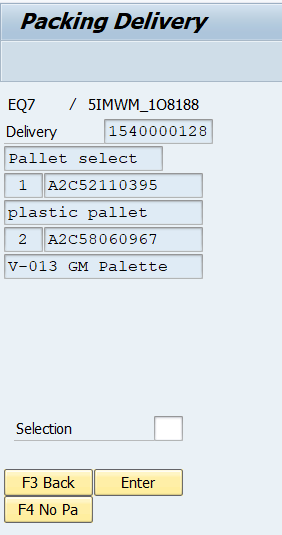 Packing Delivery
EQ7 / 5IMWM_1O8188
Delivery 1540000128
Pallet select
1 A2C52110395
plastic pallet
2 A2C58060967
V-013 GM Palette
Selection
F3 Back Enter
F4 No Pa